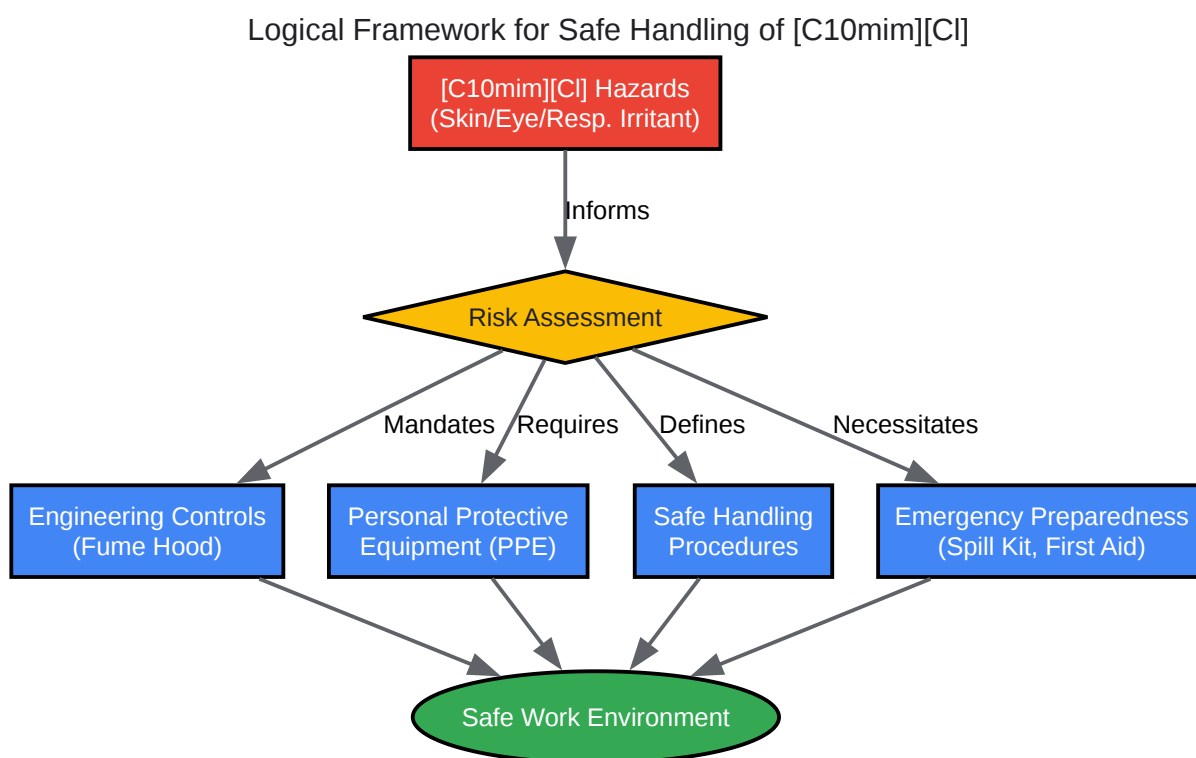 Logical Framework for Safe Handling of [C10mim][Cl]
[C10mim][Cl] Hazards
(Skin/Eye/Resp. Irritant)
Informs
Risk Assessment
Mandates
Requires
Defines
Necessitates
Engineering Controls
(Fume Hood)
Personal Protective
Equipment (PPE)
Safe Handling
Procedures
Emergency Preparedness
(Spill Kit, First Aid)
Safe Work Environment